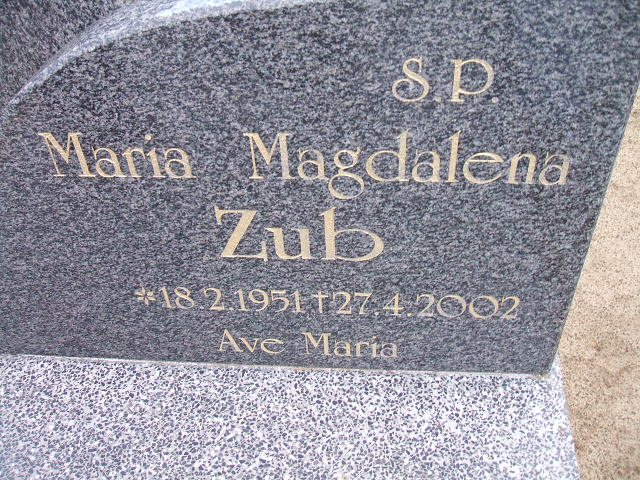 S.P.
Maria Magdalena
Zub
*18.2.1951 †27.4.2002
Ave Maria